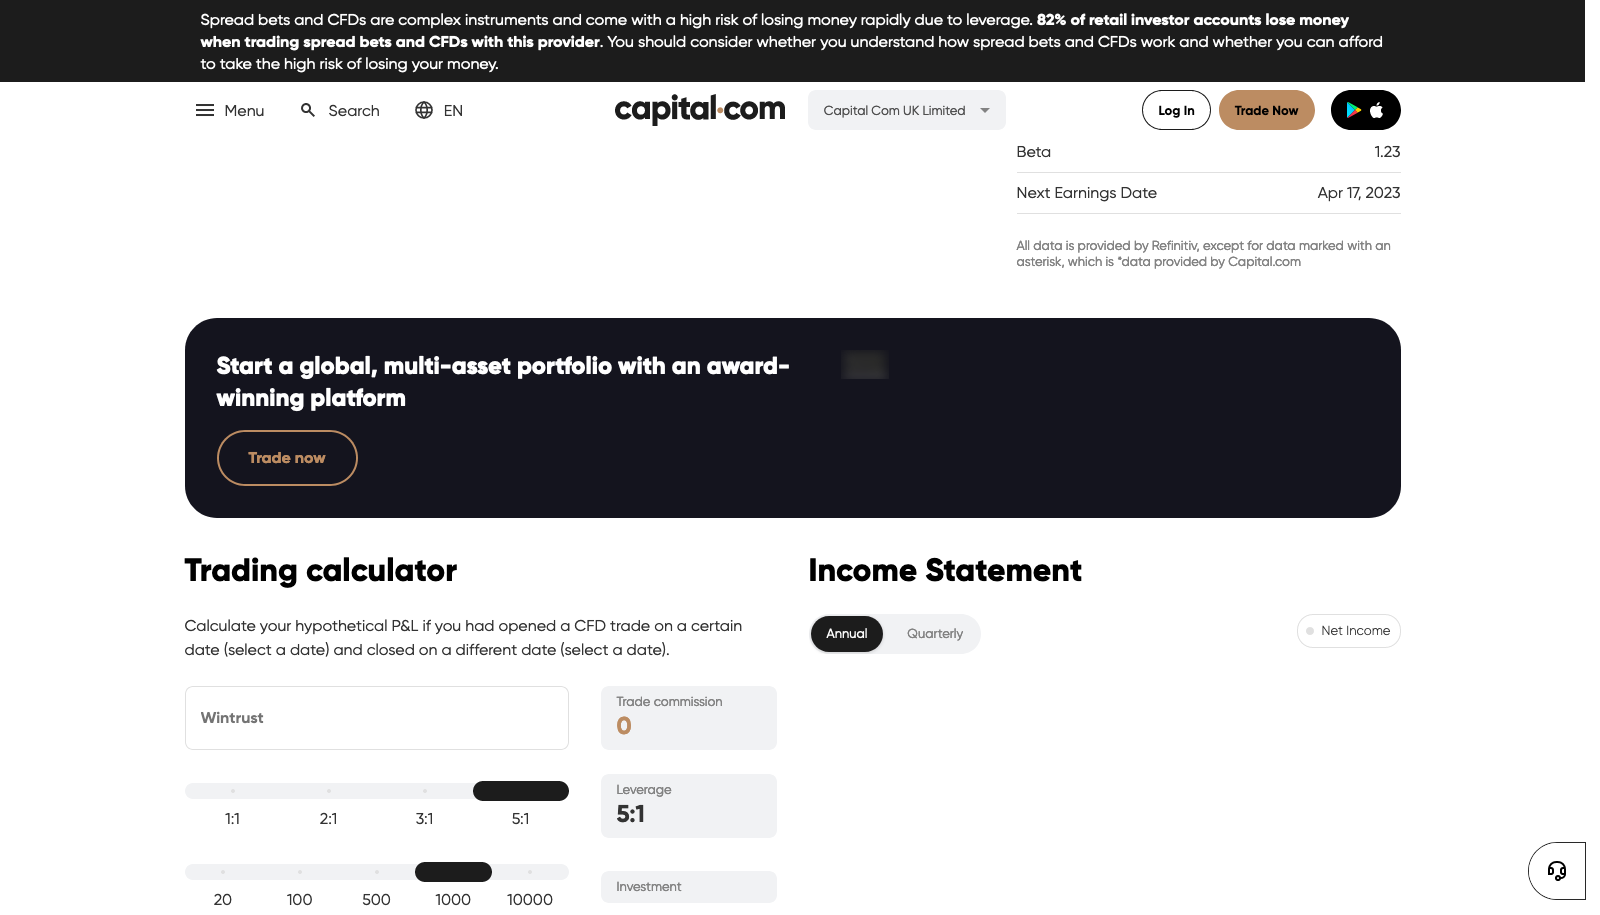 Spread bets and CFDs are complex instruments and come with a high risk of losing money rapidly due to leverage. 82% of retail investor accounts lose money
when trading spread bets and CFDs with this provider. You should consider whether you understand how spread bets and CFDs work and whether you can afford
to take the high risk of losing your money.
Menu Search EN capital.com Capital Com UK Limited Log In Trade Now
Beta 1.23
Next Earnings Date Apr 17, 2023
All data is provided by Refinitiv, except for data marked with an
asterisk, which is *data provided by Capital.com
Start a global, multi-asset portfolio with an award-
winning platform
Trade now
Trading calculator
Calculate your hypothetical P&L if you had opened a CFD trade on a certain
date (select a date) and closed on a different date (select a date).
Wintrust
Trade commission
0
1:1 2:1 3:1 5:1
Leverage
5:1
20 100 500 1000 10000
Investment
Income Statement
Annual Quarterly Net Income